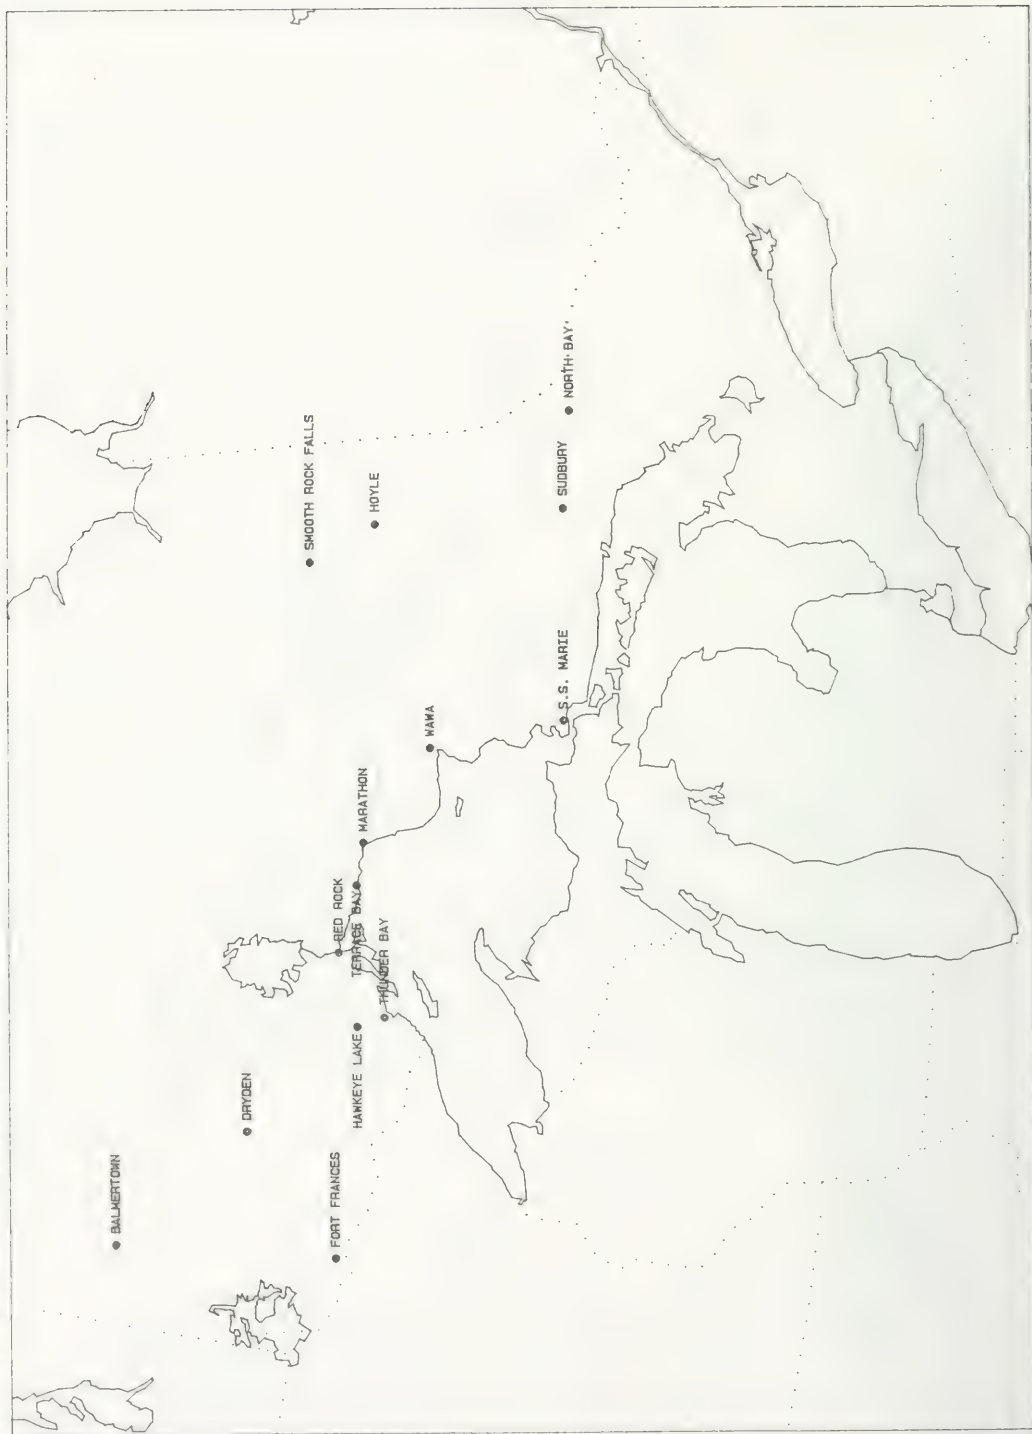 BALMERTOWN
DRYDEN
FORT FRANCES
HAWKEYE LAKE
THUNDER BAY
RED ROCK
TERRACE BAY
MARATHON
WAWA
S.S. MARIE
SMOOTH ROCK FALLS
HOYLE
SUDBURY
NORTH BAY